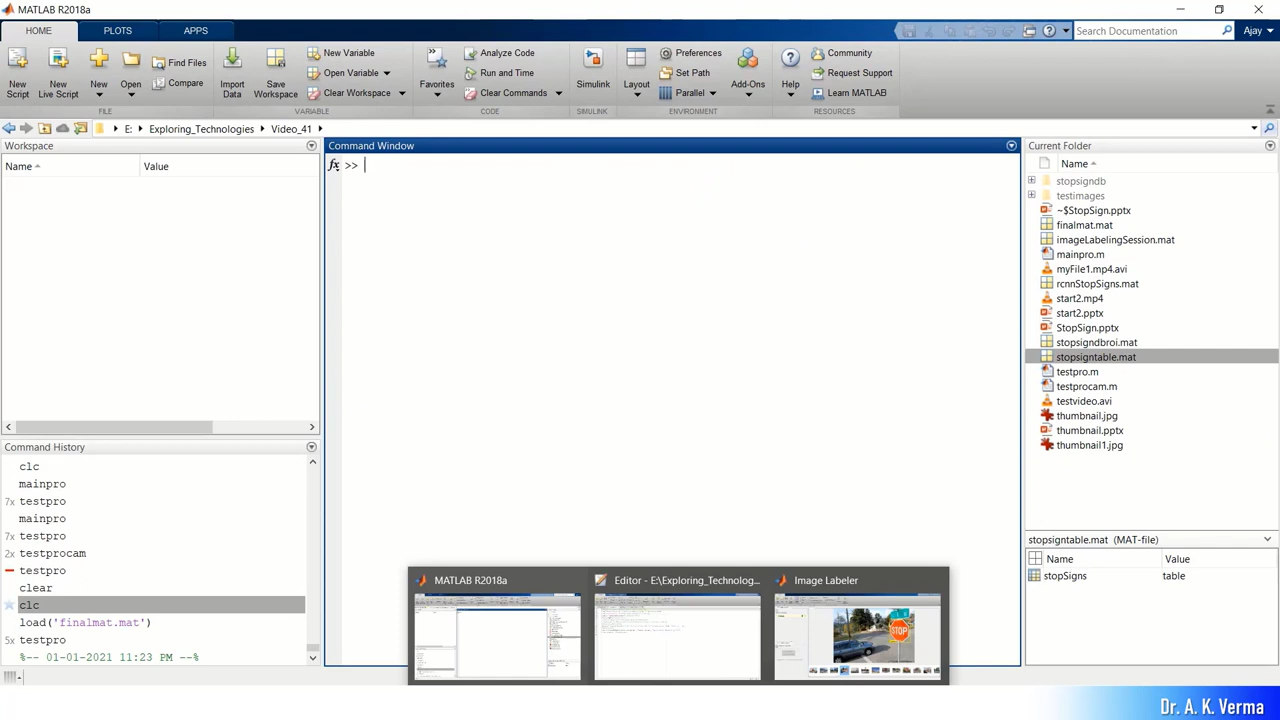 MATLAB R2018a
HOME PLOTS APPS
Search Documentation Ajay
New Script
New Live Script
New
Open
Find Files
Compare
FILE
Import Data
Save Workspace
New Variable
Open Variable
Clear Workspace
VARIABLE
Favorites
Analyze Code
Run and Time
Clear Commands
CODE
Simulink
SIMULINK
Layout
Preferences
Set Path
Parallel
Add-Ons
ENVIRONMENT
Help
Community
Request Support
Learn MATLAB
RESOURCES
E: Exploring_Technologies Video_41
Workspace
Name Value
Command Window
fx >>
Current Folder
Name
stopsigndb
testimages
~$StopSign.pptx
finalmat.mat
imageLabelingSession.mat
mainpro.m
myFile1.mp4.avi
rcnnStopSigns.mat
start2.mp4
start2.pptx
StopSign.pptx
stopsigndbroi.mat
stopsigntable.mat
testpro.m
testprocam.m
testvideo.avi
thumbnail.jpg
thumbnail.pptx
thumbnail1.jpg
stopsigntable.mat (MAT-file)
Name Value
stopSigns table
Command History
clc
mainpro
7x testpro
mainpro
7x testpro
2x testprocam
testpro
clear
clc
load('finalmat.mat')
5x testpro
%-- 01-01-2021 11:23 PM --%
MATLAB R2018a
Editor - E:\Exploring_Technolog...
Image Labeler
STOP
Dr. A. K. Verma